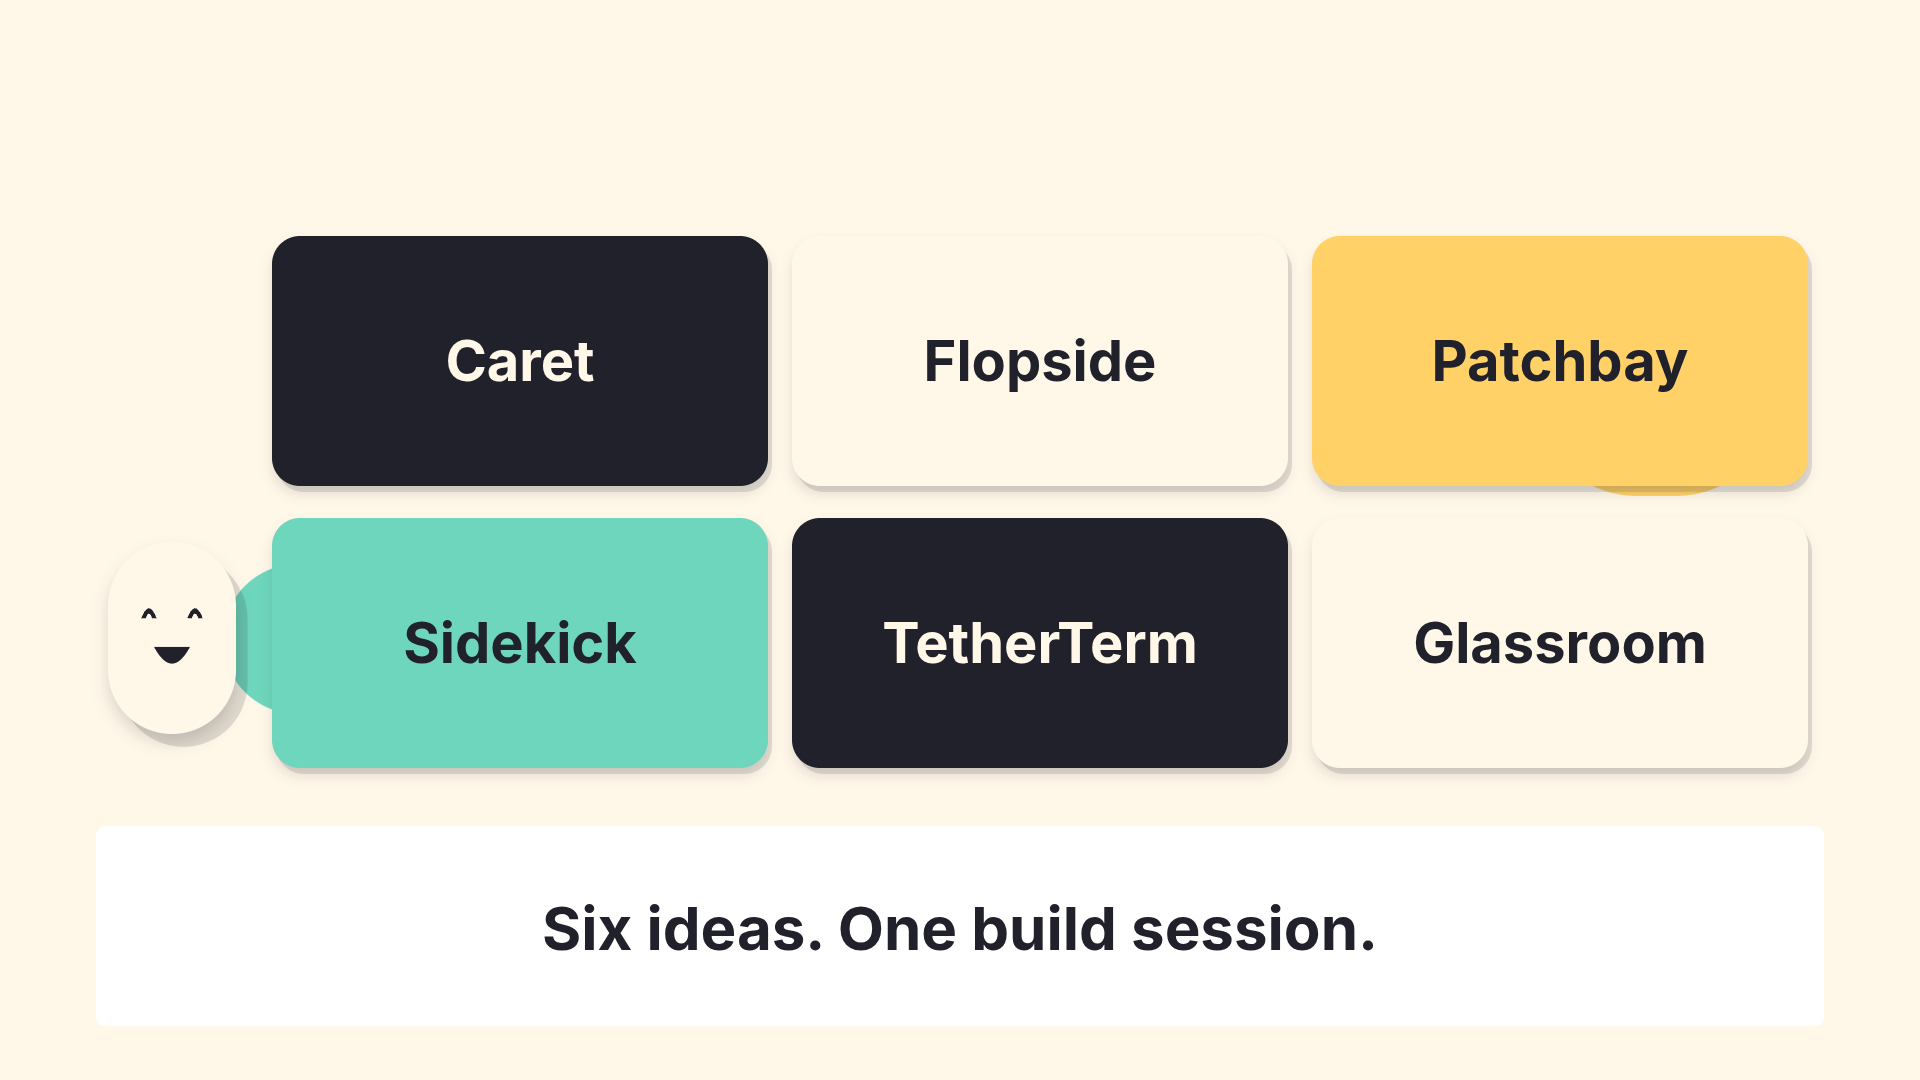 Caret
Flopside
Patchbay
Sidekick
TetherTerm
Glassroom
Six ideas. One build session.